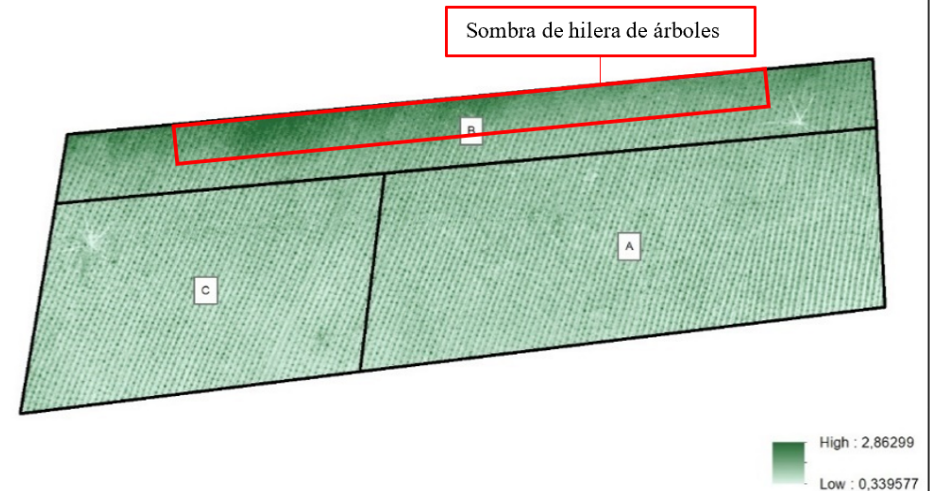 Sombra de hilera de árboles
B
A
C
High : 2,86299
Low : 0,339577